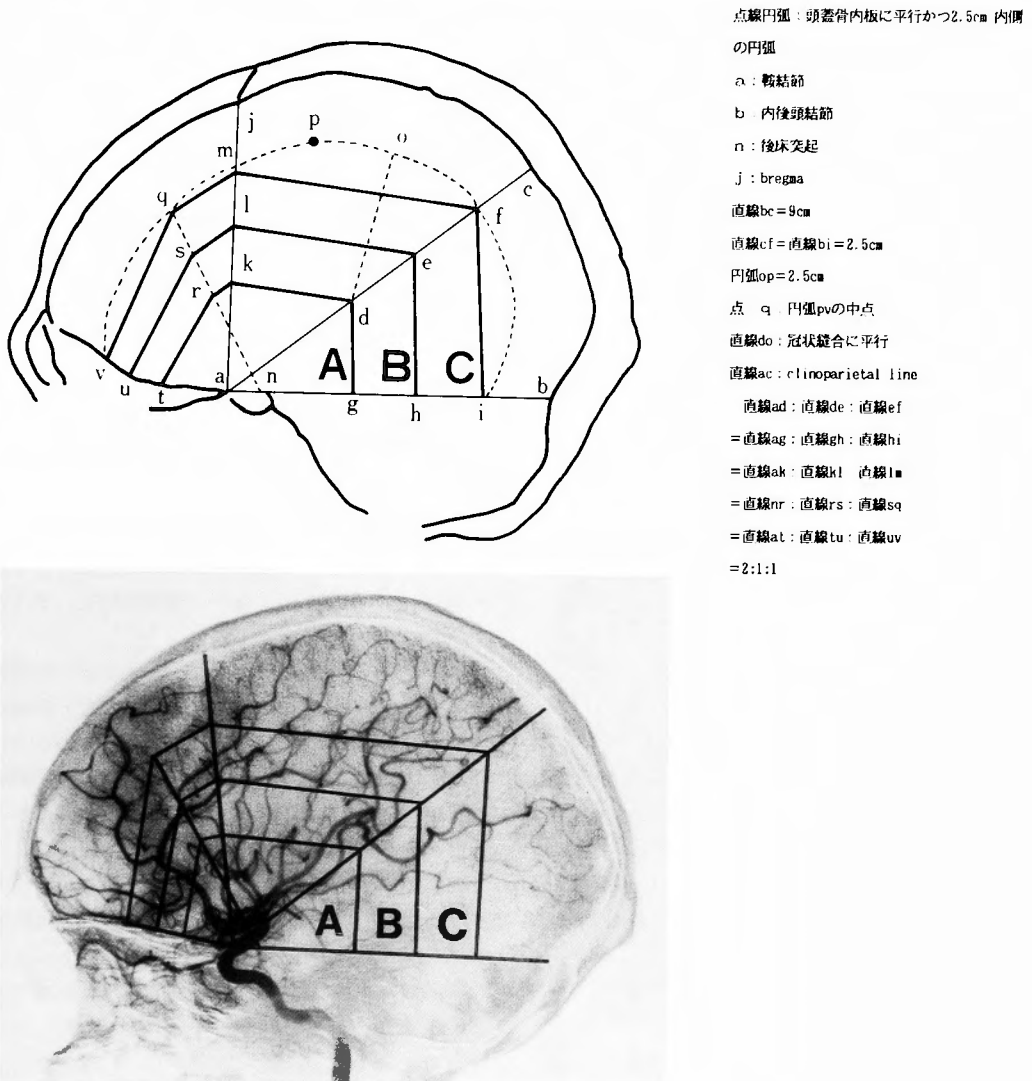 点線円弧：頭蓋骨内板に平行かつ2.5cm 内側
の円弧
a：鞍結節
b 内後頭結節
n：後床突起
j：bregma
直線bc＝9cm
直線cf＝直線bi＝2.5cm
円弧op＝2.5cm
点 q 円弧pvの中点
直線do：冠状縫合に平行
直線ac：clinoparietal line
直線ad：直線de：直線ef
＝直線ag：直線gh：直線hi
＝直線ak：直線kl 直線lm
＝直線nr：直線rs：直線sq
＝直線at：直線tu：直線uv
＝2:1:1
j
p
o
m
c
q
l
f
s
e
k
r
d
A B C
v
u
t
a
n
g
h
i
b
A B C